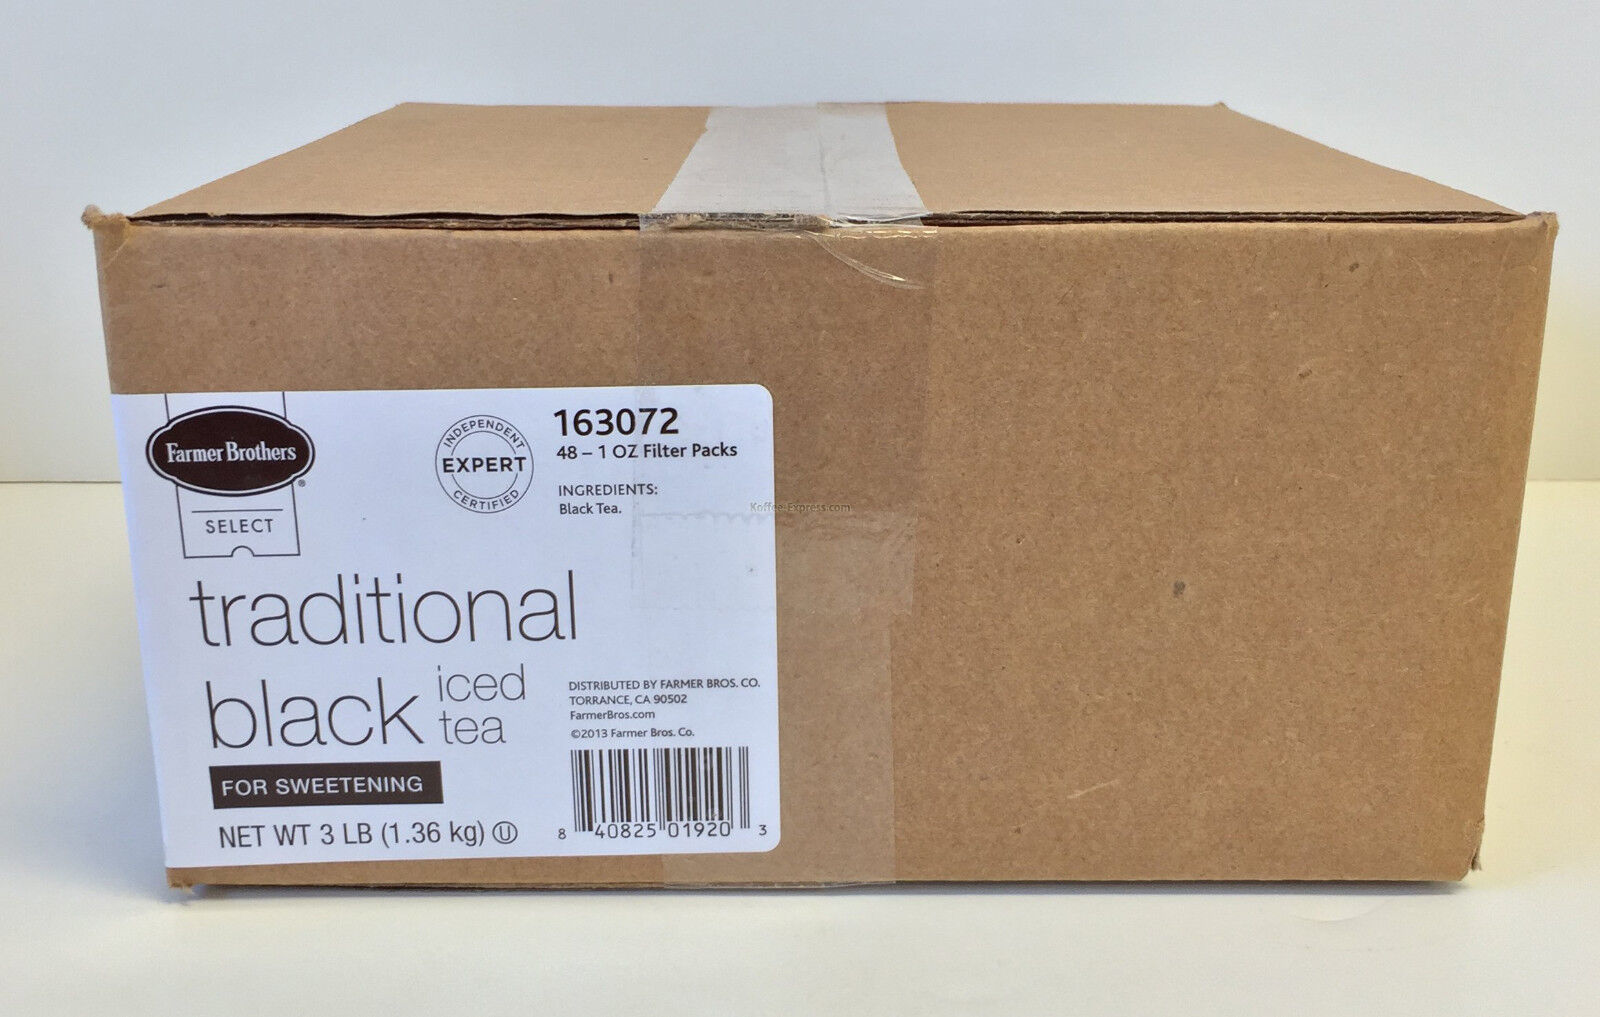 Farmer Brothers®
SELECT
INDEPENDENT
EXPERT
CERTIFIED
163072
48 – 1 OZ Filter Packs
INGREDIENTS:
Black Tea.
Koffee-Express.com
traditional
black iced tea
FOR SWEETENING
NET WT 3 LB (1.36 kg) Ⓤ
DISTRIBUTED BY FARMER BROS. CO.
TORRANCE, CA 90502
FarmerBros.com
©2013 Farmer Bros. Co.
8 40825 01920 3